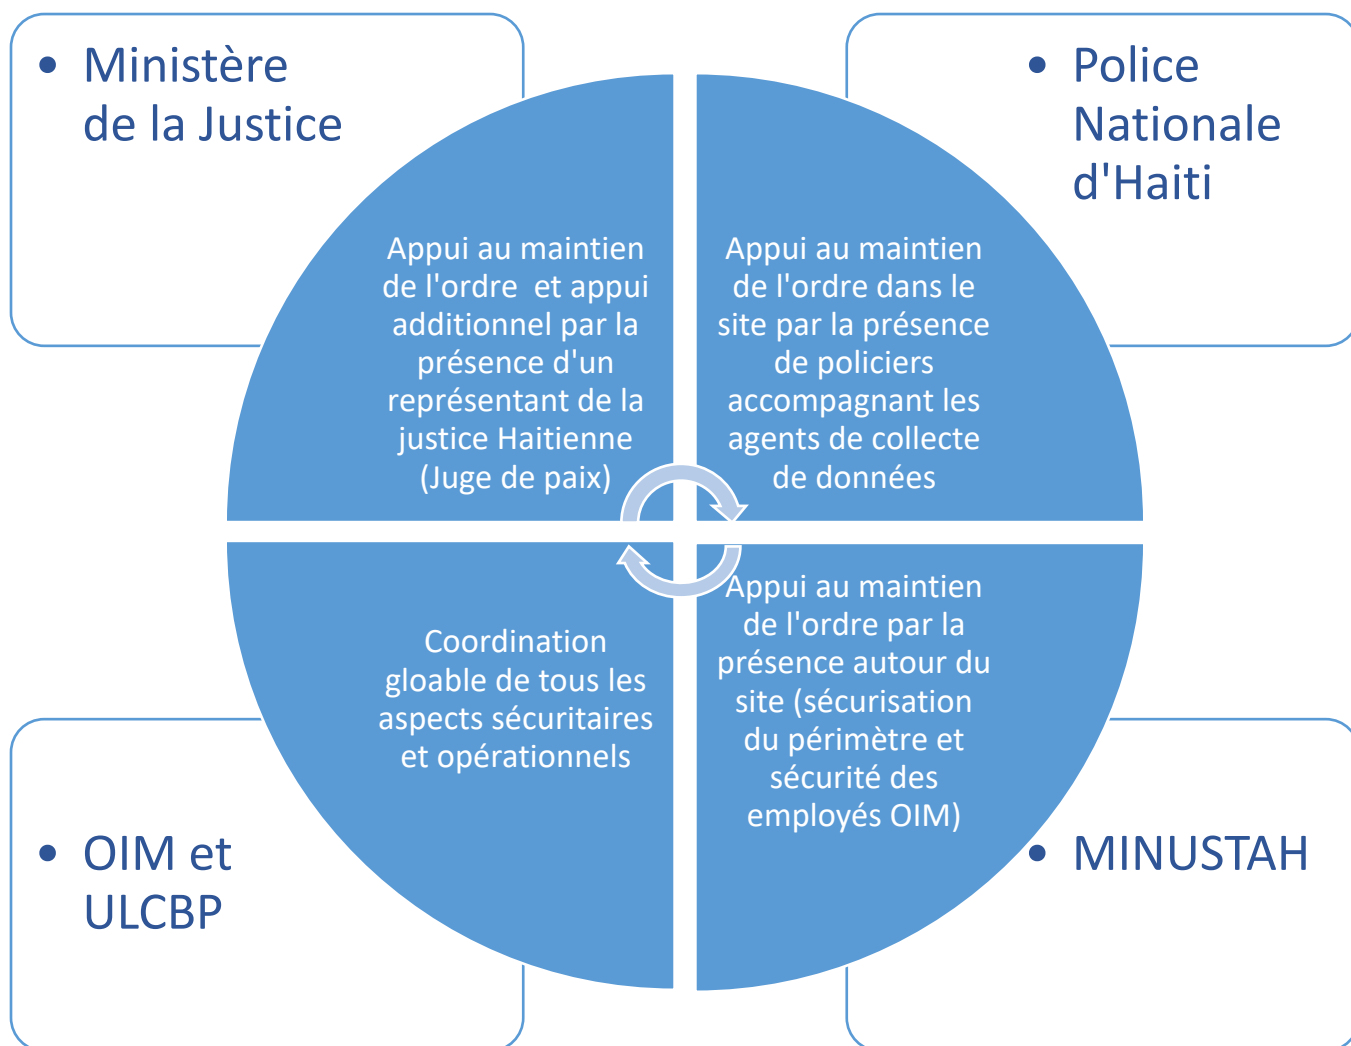 • Ministère
de la Justice
Appui au maintien
de l'ordre et appui
additionnel par la
présence d'un
représentant de la
justice Haitienne
(Juge de paix)
• Police
Nationale
d'Haiti
Appui au maintien
de l'ordre dans le
site par la présence
de policiers
accompagnant les
agents de collecte
de données
• OIM et
ULCBP
Coordination
gloable de tous les
aspects sécuritaires
et opérationnels
• MINUSTAH
Appui au maintien
de l'ordre par la
présence autour du
site (sécurisation
du périmètre et
sécurité des
employés OIM)